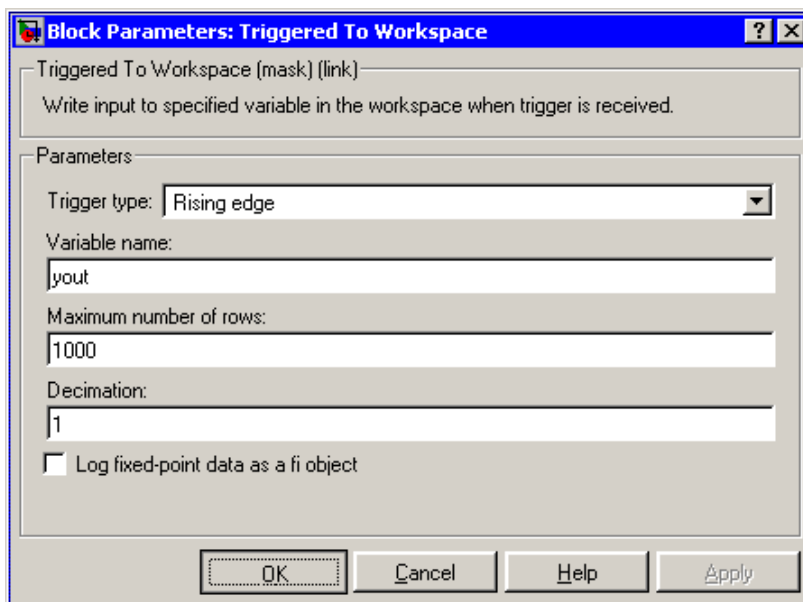 Block Parameters: Triggered To Workspace
Triggered To Workspace (mask) (link)
Write input to specified variable in the workspace when trigger is received.
Parameters
Trigger type: Rising edge
Variable name:
yout
Maximum number of rows:
1000
Decimation:
1
Log fixed-point data as a fi object
OK Cancel Help Apply